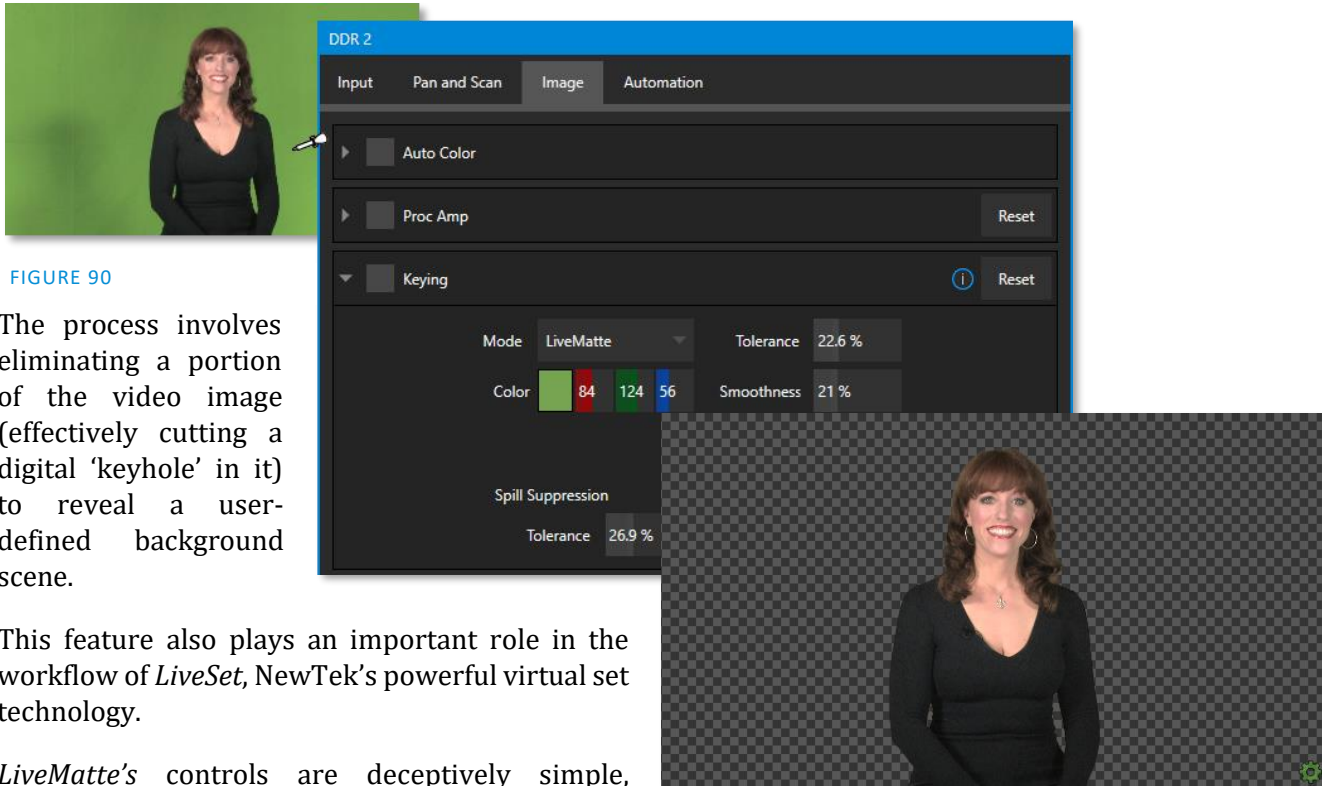 DDR 2
Input Pan and Scan Image Automation
Auto Color
Proc Amp Reset
Keying i Reset
Mode LiveMatte Tolerance 22.6 %
Color 84 124 56 Smoothness 21 %
Spill Suppression
Tolerance 26.9 %
FIGURE 90
The process involves
eliminating a portion
of the video image
(effectively cutting a
digital ‘keyhole’ in it)
to reveal a user-
defined background
scene.
This feature also plays an important role in the
workflow of LiveSet, NewTek’s powerful virtual set
technology.
LiveMatte’s controls are deceptively simple,